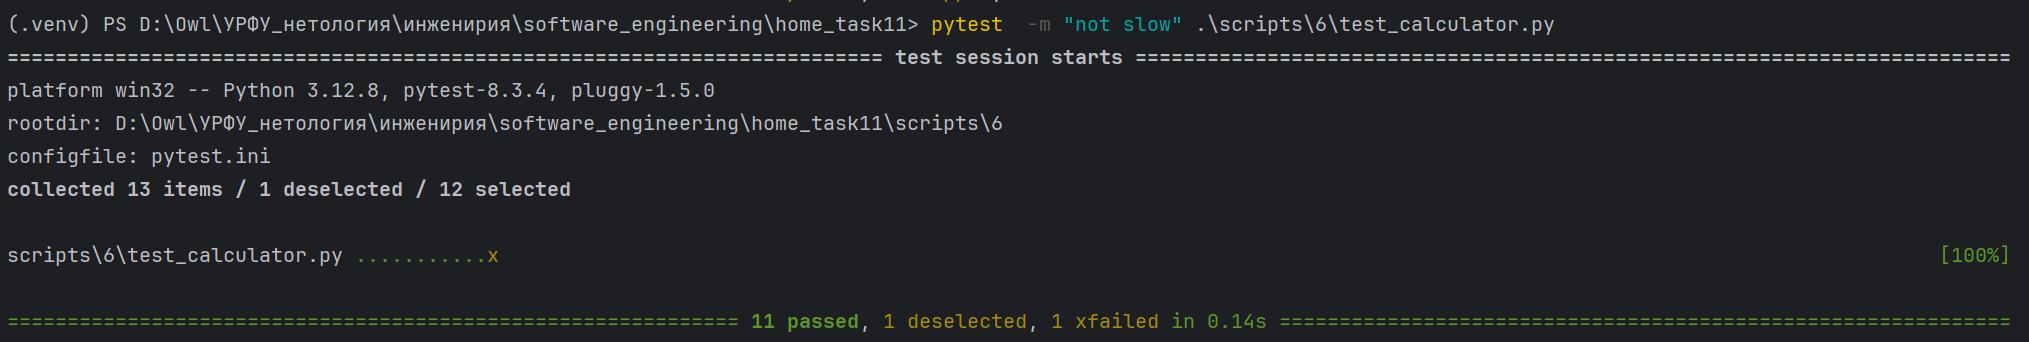 (.venv) PS D:\Owl\УРФУ_нетология\инженирия\software_engineering\home_task11> pytest  -m "not slow" .\scripts\6\test_calculator.py
========================================================================= test session starts =========================================================================
platform win32 -- Python 3.12.8, pytest-8.3.4, pluggy-1.5.0
rootdir: D:\Owl\УРФУ_нетология\инженирия\software_engineering\home_task11\scripts\6
configfile: pytest.ini
collected 13 items / 1 deselected / 12 selected
scripts\6\test_calculator.py ...........x [100%]
============================================================= 11 passed, 1 deselected, 1 xfailed in 0.14s =============================================================